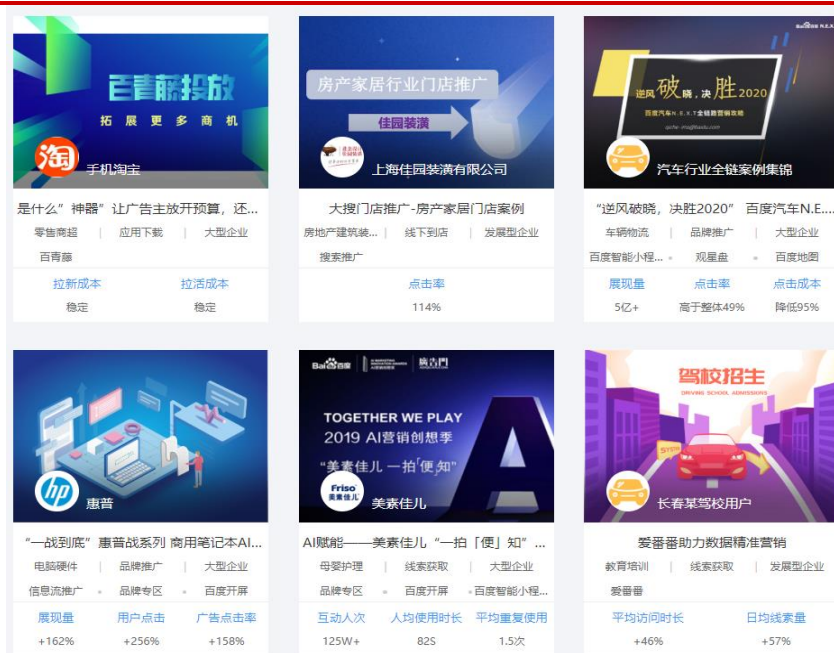 百青藤投放
拓展更多商机
淘
手机淘宝
是什么”神器”让广告主放开预算，还...
零售商超 | 应用下载 | 大型企业
百青藤
拉新成本 拉活成本
稳定 稳定
房产家居行业门店推广
佳园装潢
上海佳园装潢有限公司
大搜门店推广-房产家居门店案例
房地产建筑装... | 线下到店 | 发展型企业
搜索推广
点击率
114%
逆风破晓，决胜2020
百度汽车N.E.X.T全链路营销攻略
汽车行业全链案例集锦
“逆风破晓，决胜2020” 百度汽车N.E....
车辆物流 | 品牌推广 | 大型企业
百度智能小程... 观星盘 百度地图
展现量 点击率 点击成本
5亿+ 高于整体49% 降低95%
hp
惠普
“一战到底”惠普战系列 商用笔记本AI...
电脑硬件 | 品牌推广 | 大型企业
信息流推广 品牌专区 百度开屏
展现量 用户点击 广告点击率
+162% +256% +158%
Bai百度 廣告門
TOGETHER WE PLAY
2019 AI营销创想季
“美素佳儿 一拍「便」知”
Friso
美素佳儿
美素佳儿
AI赋能——美素佳儿“一拍「便」知”...
母婴护理 | 线索获取 | 大型企业
品牌专区 百度开屏 百度智能小程...
互动人次 人均使用时长 平均重复使用
125W+ 82S 1.5次
驾校招生
DRIVING SCHOOL ADMISSIONS
长春某驾校用户
爱番番助力数据精准营销
教育培训 | 线索获取 | 发展型企业
爱番番
平均访问时长 日均线索量
+46% +57%